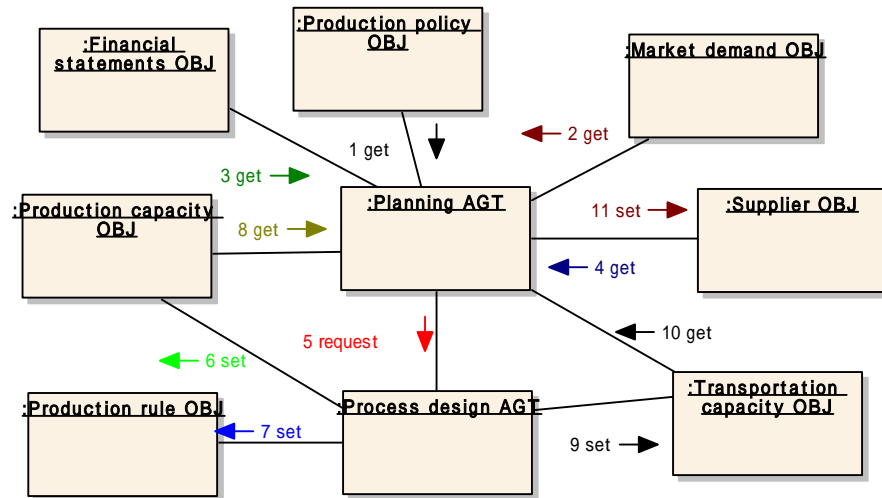 :Production policy
OBJ
:Financial
statements OBJ
:Market demand OBJ
1 get
2 get
3 get
:Planning AGT
:Production capacity
OBJ
8 get
11 set
:Supplier OBJ
4 get
10 get
5 request
6 set
:Production rule OBJ
:Process design AGT
:Transportation
capacity OBJ
7 set
9 set